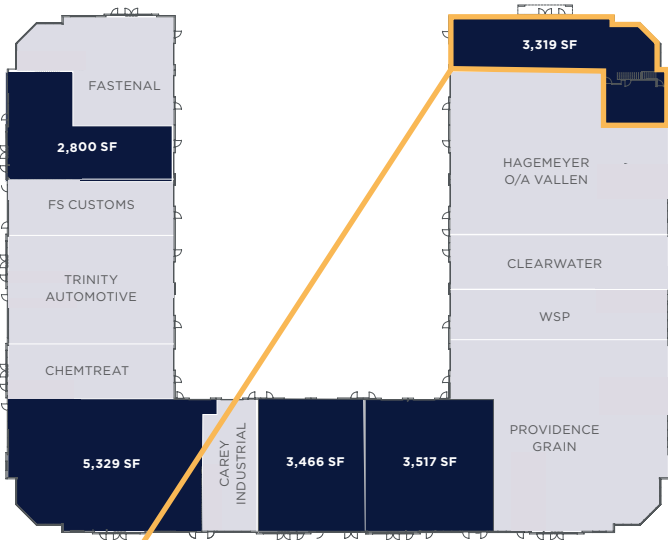 3,319 SF
FASTENAL
2,800 SF
HAGEMEYER
O/A VALLEN
FS CUSTOMS
CLEARWATER
TRINITY
AUTOMOTIVE
WSP
CHEMTREAT
PROVIDENCE
GRAIN
5,329 SF
CAREY
INDUSTRIAL
3,466 SF
3,517 SF